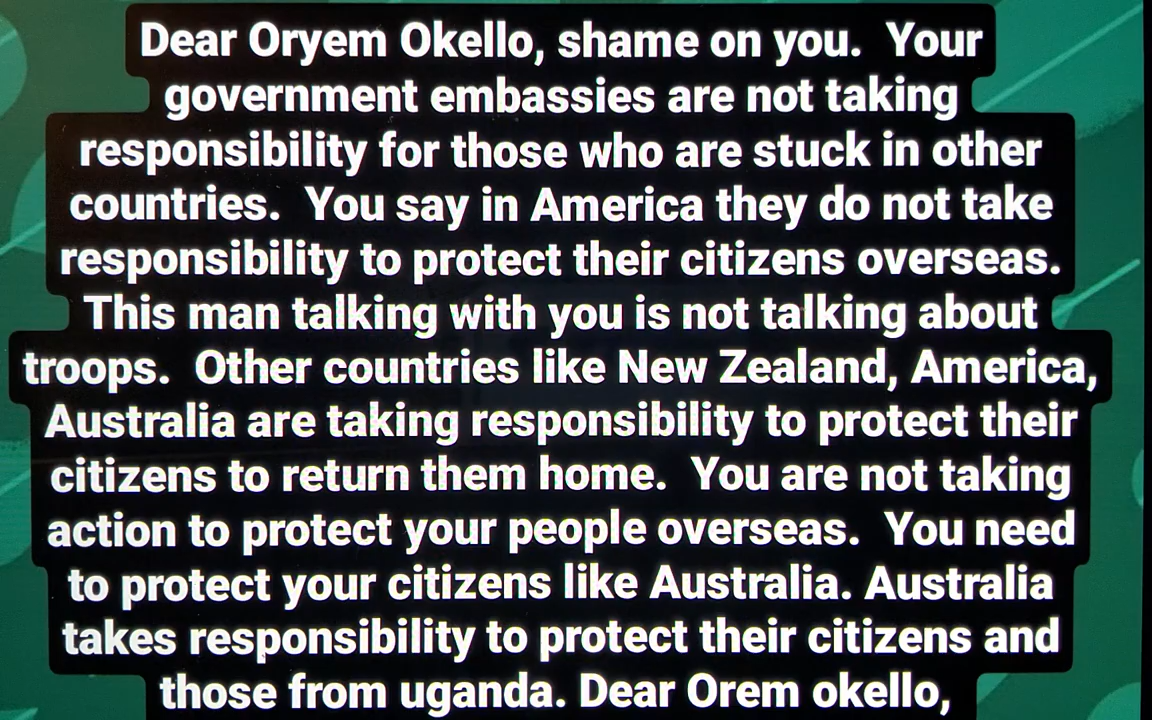 Dear Oryem Okello, shame on you.  Your
government embassies are not taking
responsibility for those who are stuck in other
countries.  You say in America they do not take
responsibility to protect their citizens overseas.
This man talking with you is not talking about
troops.  Other countries like New Zealand, America,
Australia are taking responsibility to protect their
citizens to return them home.  You are not taking
action to protect your people overseas.  You need
to protect your citizens like Australia. Australia
takes responsibility to protect their citizens and
those from uganda. Dear Orem okello,